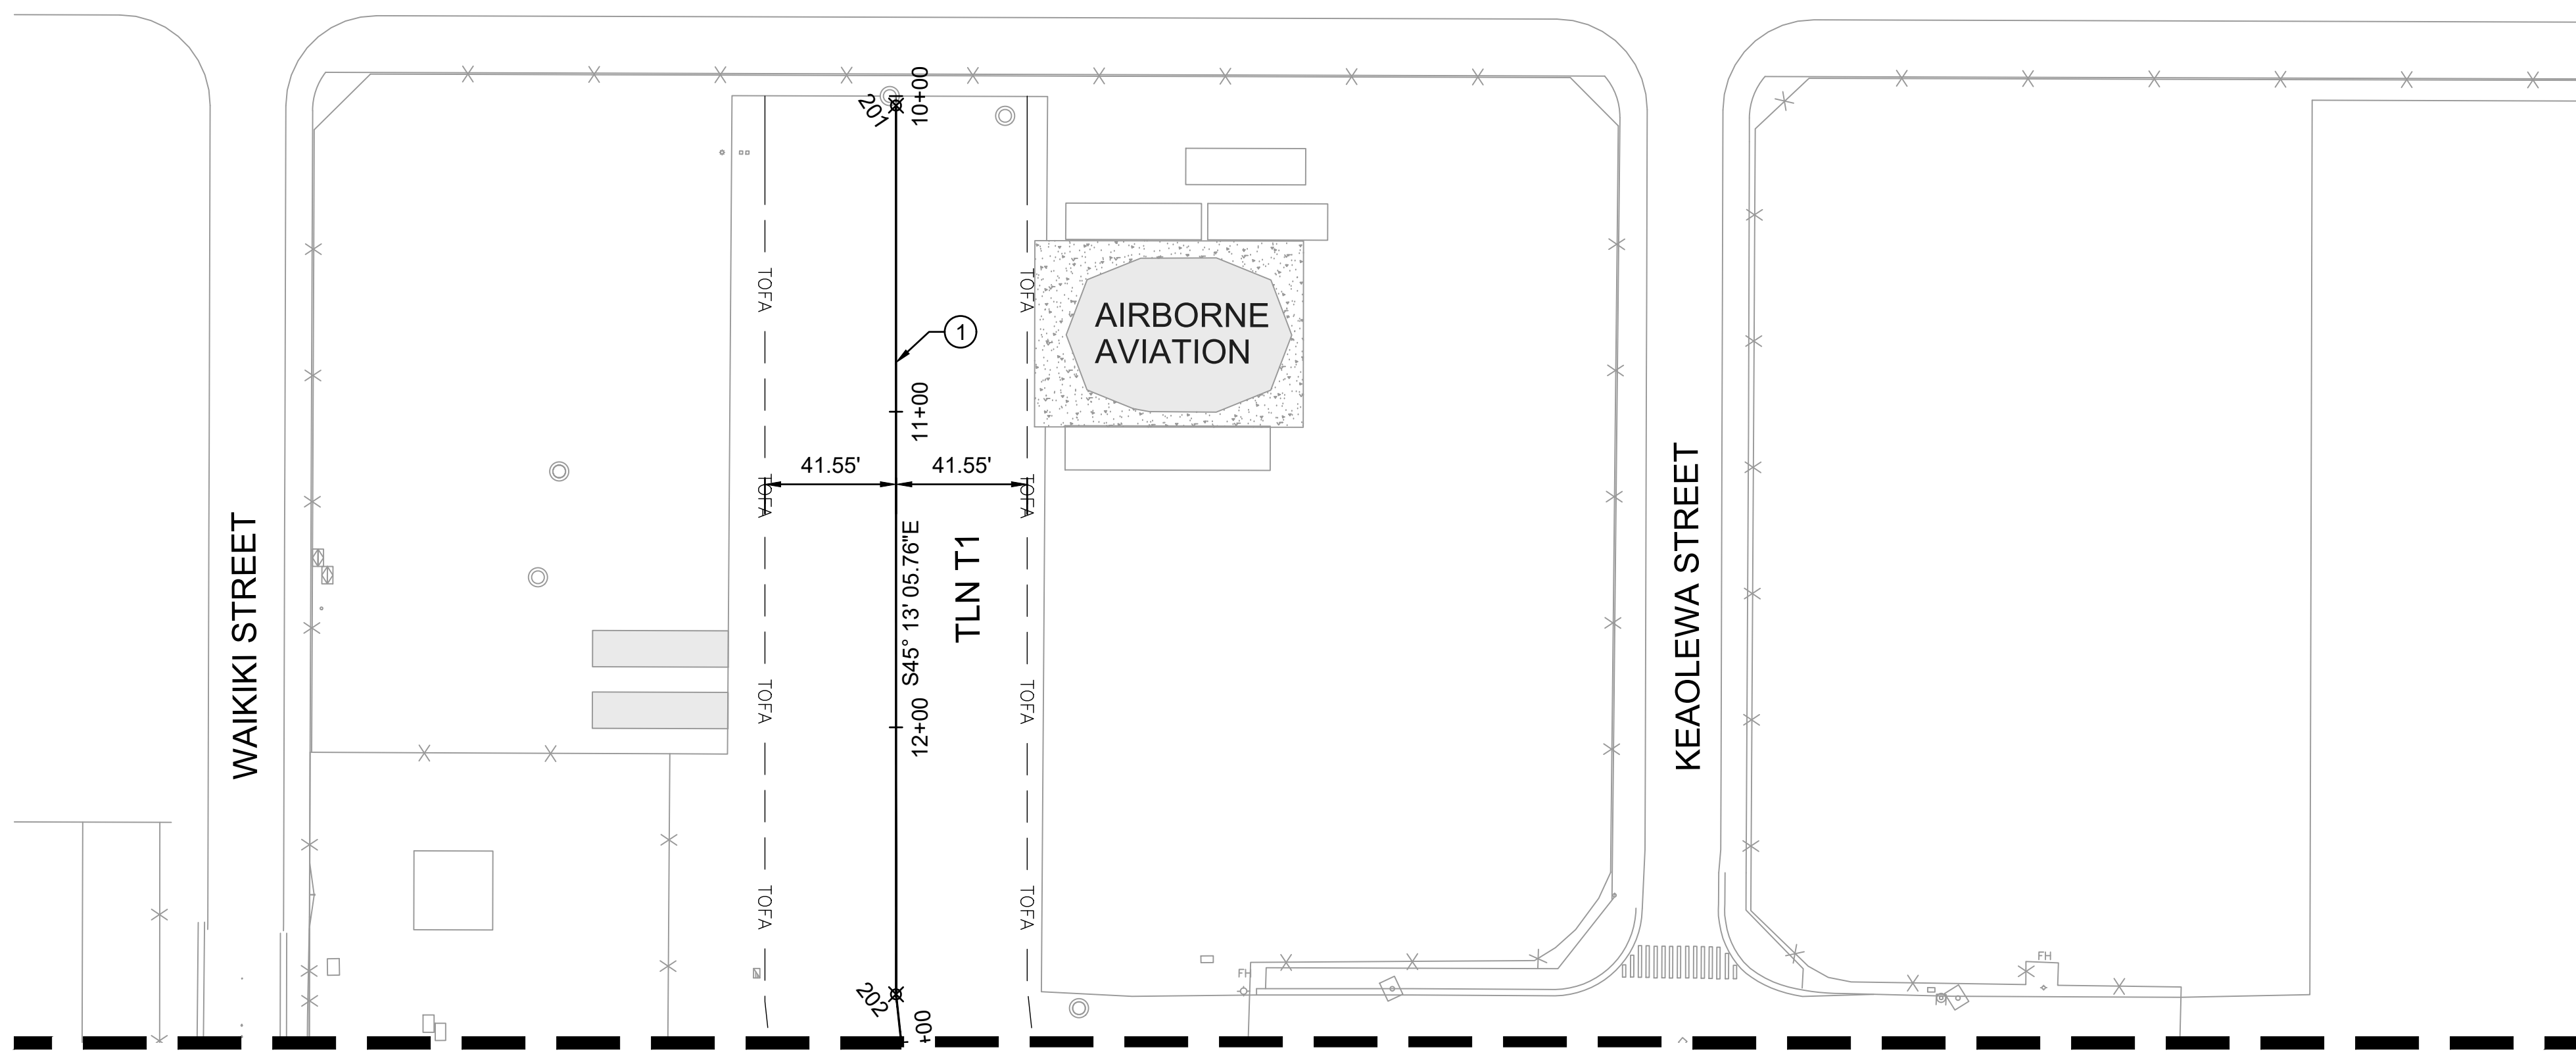 10+00
201
TOFA
TOFA
AIRBORNE
AVIATION
1
11+00
41.55'
41.55'
TOFA
TOFA
S45° 13' 05.76"E
TLN T1
WAIKIKI STREET
KEAOLEWA STREET
TOFA
TOFA
12+00
TOFA
TOFA
FH
FH
202
+00